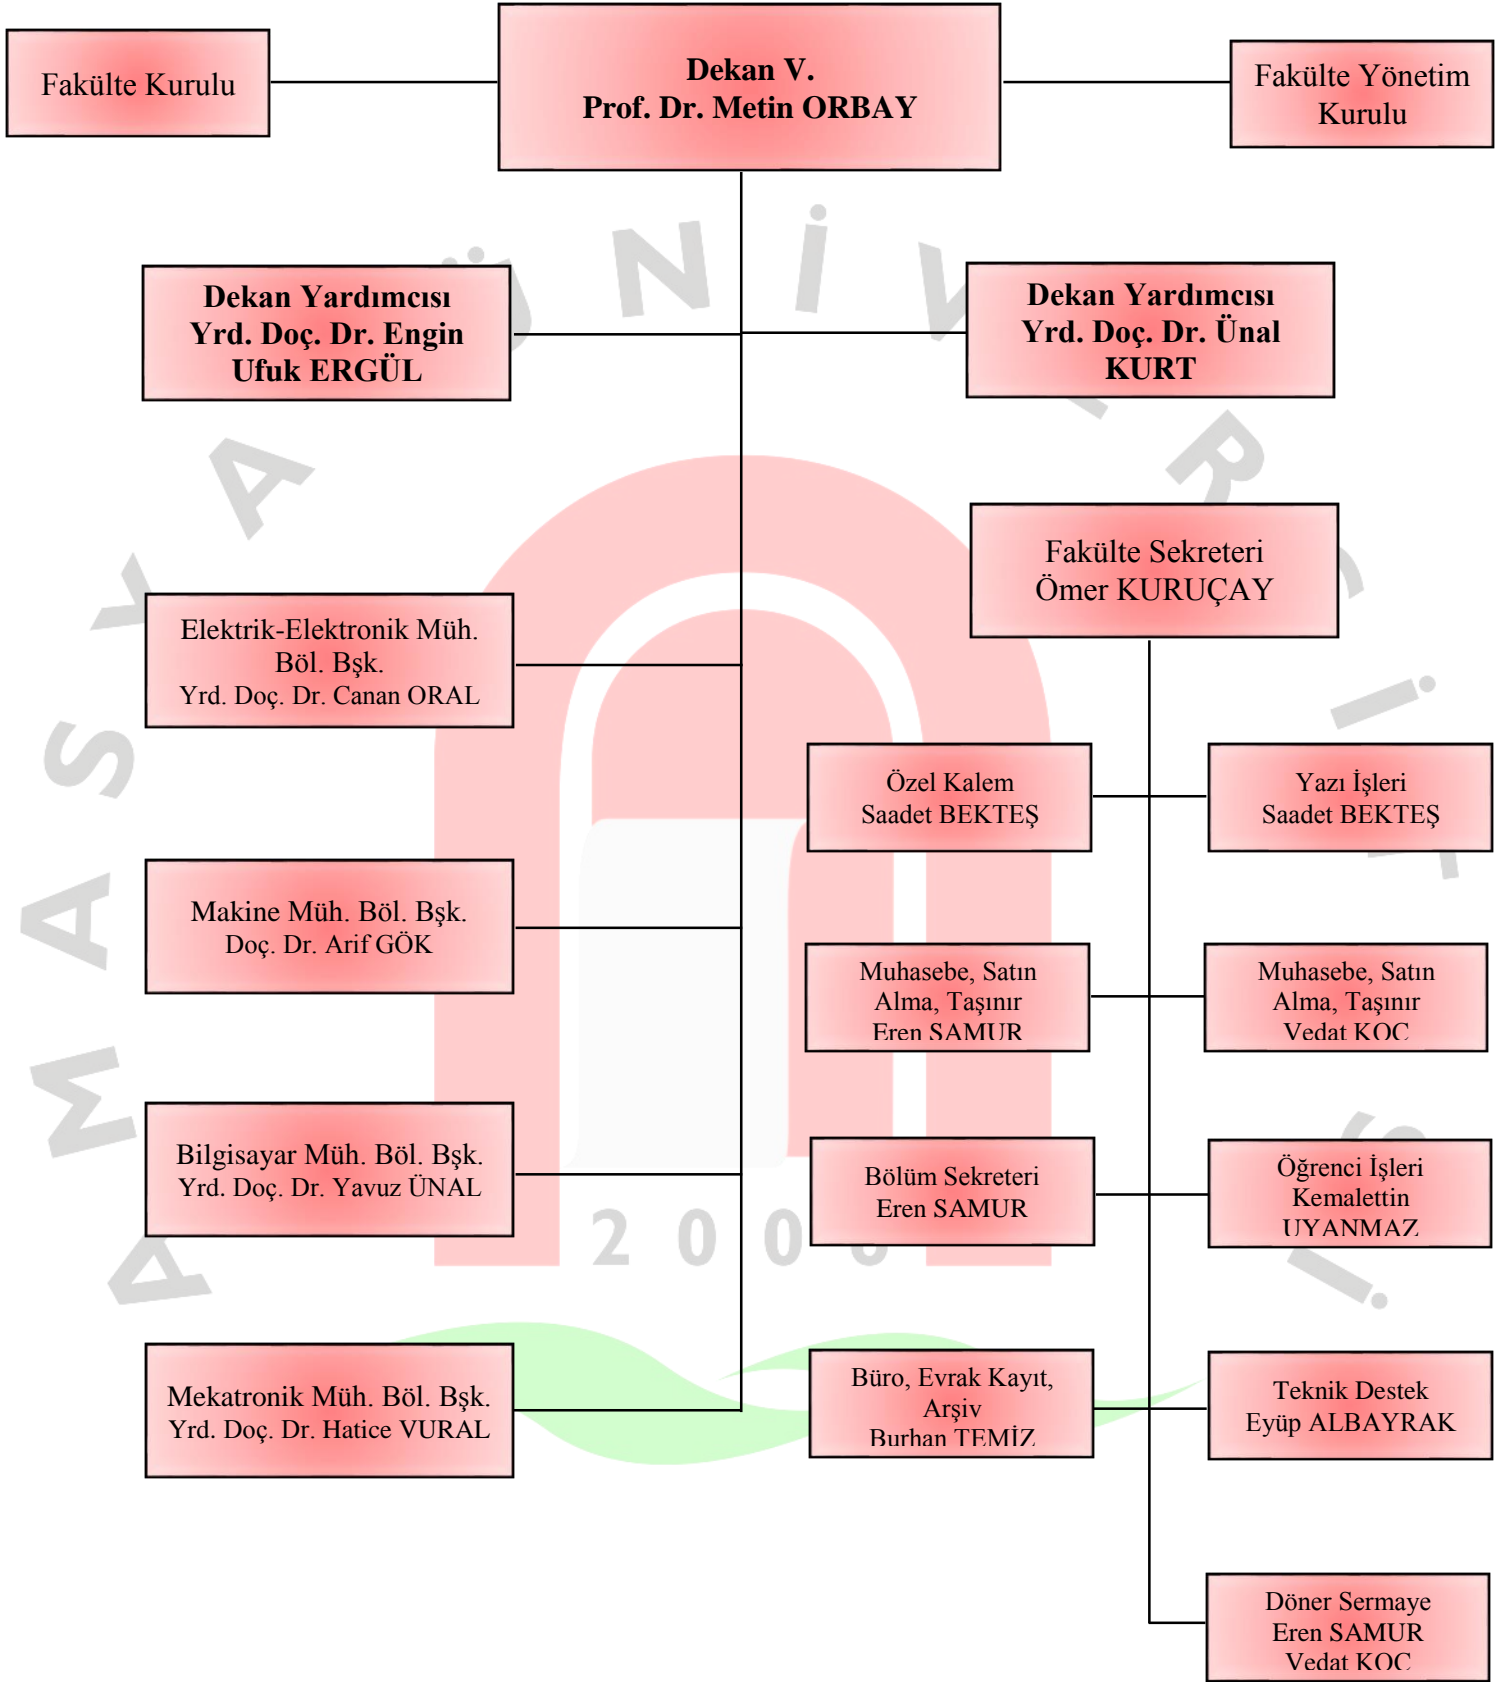 Fakülte Kurulu
Dekan V.
Prof. Dr. Metin ORBAY
Fakülte Yönetim
Kurulu
Dekan Yardımcısı
Yrd. Doç. Dr. Engin
Ufuk ERGÜL
Dekan Yardımcısı
Yrd. Doç. Dr. Ünal
KURT
Fakülte Sekreteri
Ömer KURUÇAY
Elektrik-Elektronik Müh.
Böl. Bşk.
Yrd. Doç. Dr. Canan ORAL
Özel Kalem
Saadet BEKTEŞ
Yazı İşleri
Saadet BEKTEŞ
Makine Müh. Böl. Bşk.
Doç. Dr. Arif GÖK
Muhasebe, Satın
Alma, Taşınır
Eren SAMUR
Muhasebe, Satın
Alma, Taşınır
Vedat KOÇ
Bilgisayar Müh. Böl. Bşk.
Yrd. Doç. Dr. Yavuz ÜNAL
Bölüm Sekreteri
Eren SAMUR
Öğrenci İşleri
Kemalettin
UYANMAZ
Mekatronik Müh. Böl. Bşk.
Yrd. Doç. Dr. Hatice VURAL
Büro, Evrak Kayıt,
Arşiv
Burhan TEMİZ
Teknik Destek
Eyüp ALBAYRAK
Döner Sermaye
Eren SAMUR
Vedat KOÇ
AMASYA ÜNİVERSİTESİ
2006